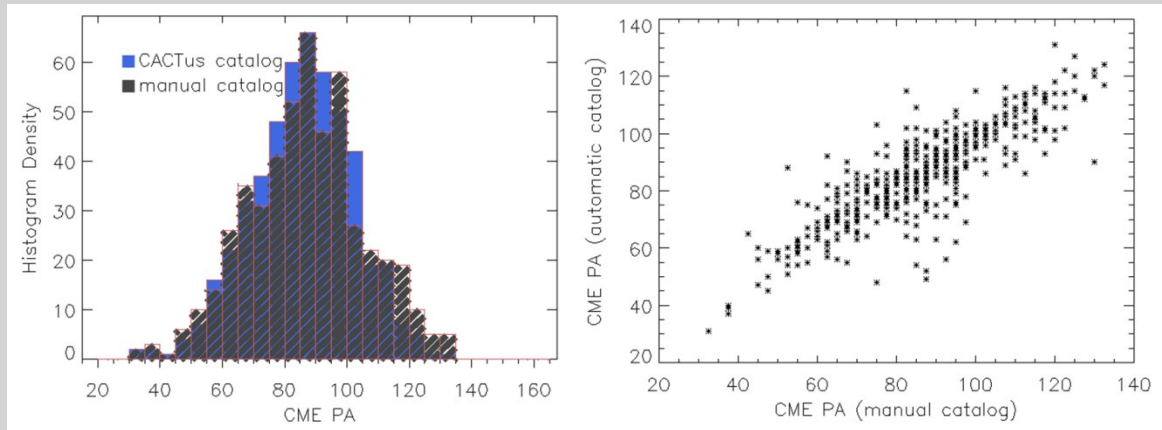 CACTus catalog
manual catalog
Histogram Density
60
50
40
30
20
10
0
20 40 60 80 100 120 140 160
CME PA
CME PA (automatic catalog)
140
120
100
80
60
40
20
20 40 60 80 100 120 140
CME PA (manual catalog)